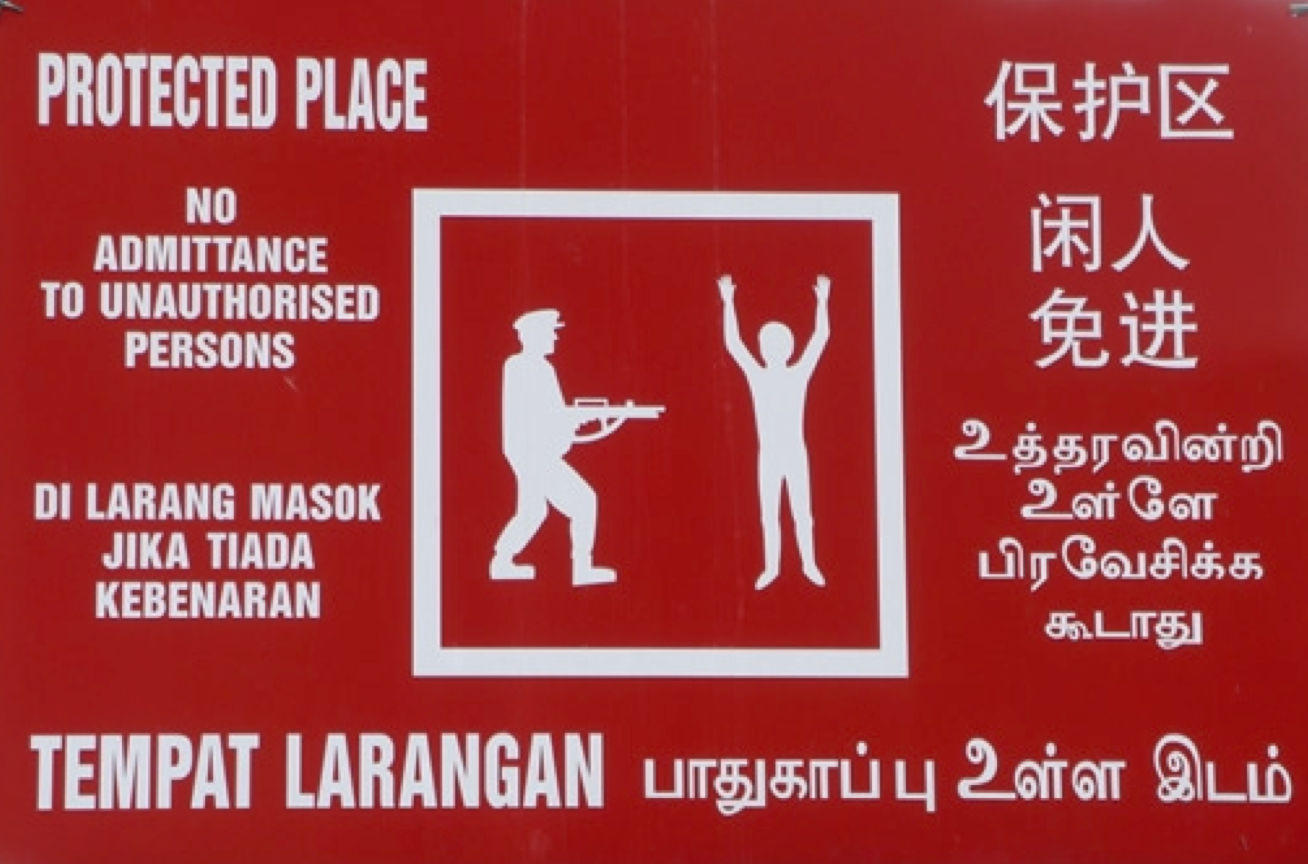 PROTECTED PLACE
NO
ADMITTANCE
TO UNAUTHORISED
PERSONS
DI LARANG MASOK
JIKA TIADA
KEBENARAN
保护区
闲人
免进
உத்தரவின்றி
உள்ளே
பிரவேசிக்க
கூடாது
TEMPAT LARANGAN
பாதுகாப்பு உள்ள இடம்